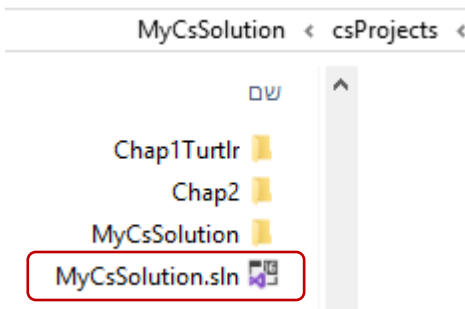 MyCsSolution < csProjects <
שם
Chap1Turtlr
Chap2
MyCsSolution
MyCsSolution.sln